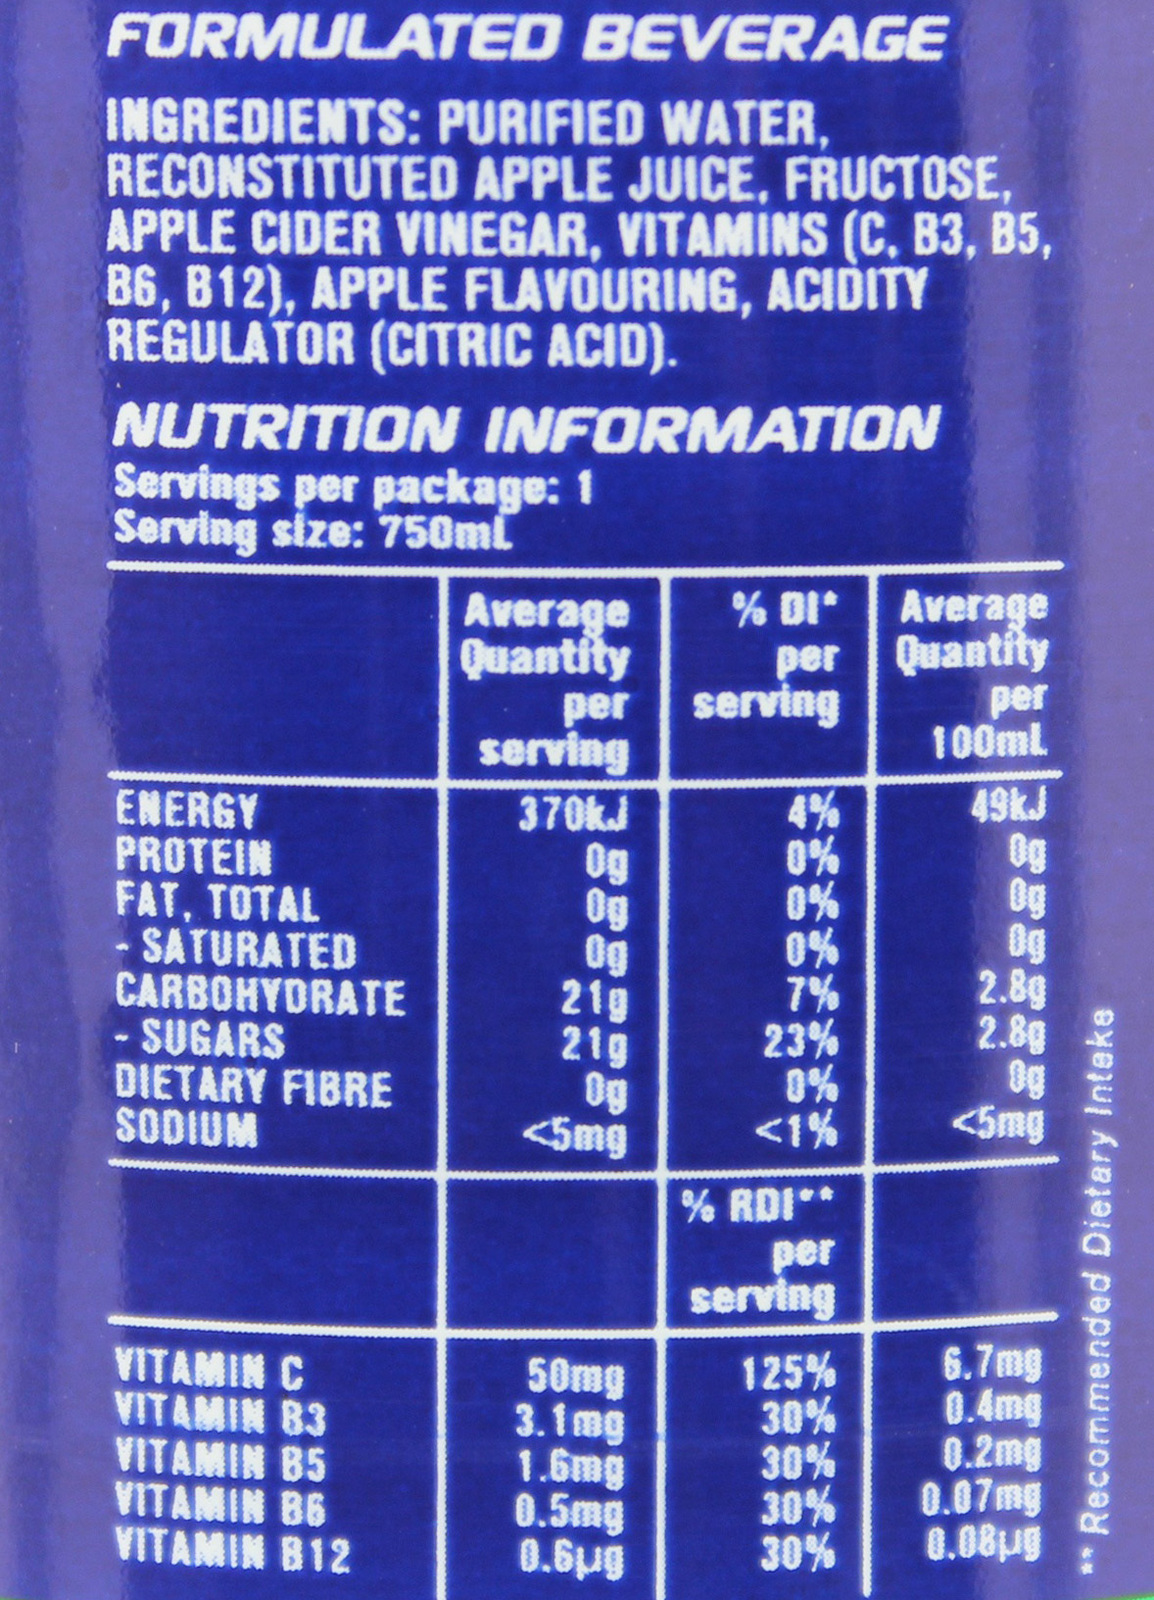 FORMULATED BEVERAGE
INGREDIENTS: PURIFIED WATER,
RECONSTITUTED APPLE JUICE, FRUCTOSE,
APPLE CIDER VINEGAR, VITAMINS (C, B3, B5,
B6, B12), APPLE FLAVOURING, ACIDITY
REGULATOR (CITRIC ACID).
NUTRITION INFORMATION
Servings per package: 1
Serving size: 750mL
Average Quantity per serving % DI* per serving Average Quantity per 100mL
ENERGY 370kJ 4% 49kJ
PROTEIN 0g 0% 0g
FAT, TOTAL 0g 0% 0g
- SATURATED 0g 0% 0g
CARBOHYDRATE 21g 7% 2.8g
- SUGARS 21g 23% 2.8g
DIETARY FIBRE 0g 0% 0g
SODIUM <5mg <1% <5mg
% RDI** per serving
VITAMIN C 50mg 125% 6.7mg
VITAMIN B3 3.1mg 30% 0.4mg
VITAMIN B5 1.6mg 30% 0.2mg
VITAMIN B6 0.5mg 30% 0.07mg
VITAMIN B12 0.6µg 30% 0.08µg
** Recommended Dietary Intake